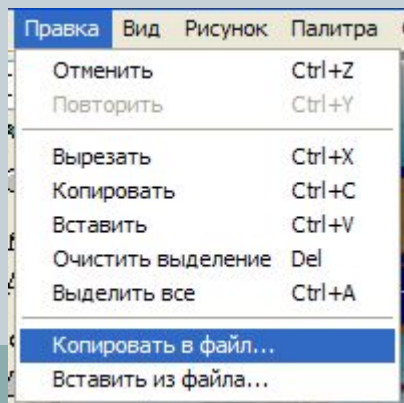 Правка Вид Рисунок Палитра
Отменить Ctrl+Z
Повторить Ctrl+Y
Вырезать Ctrl+X
Копировать Ctrl+C
Вставить Ctrl+V
Очистить выделение Del
Выделить все Ctrl+A
Копировать в файл...
Вставить из файла...